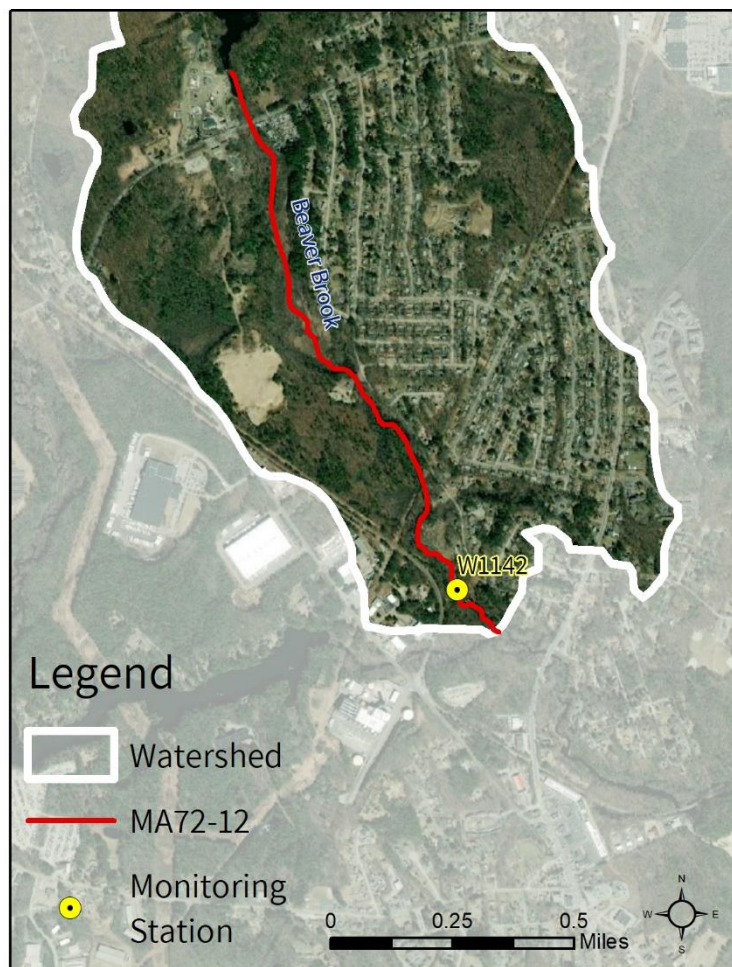 Beaver Brook
W1142
Legend
Watershed
MA72-12
Monitoring
Station
0 0.25 0.5
Miles
N
W E
S